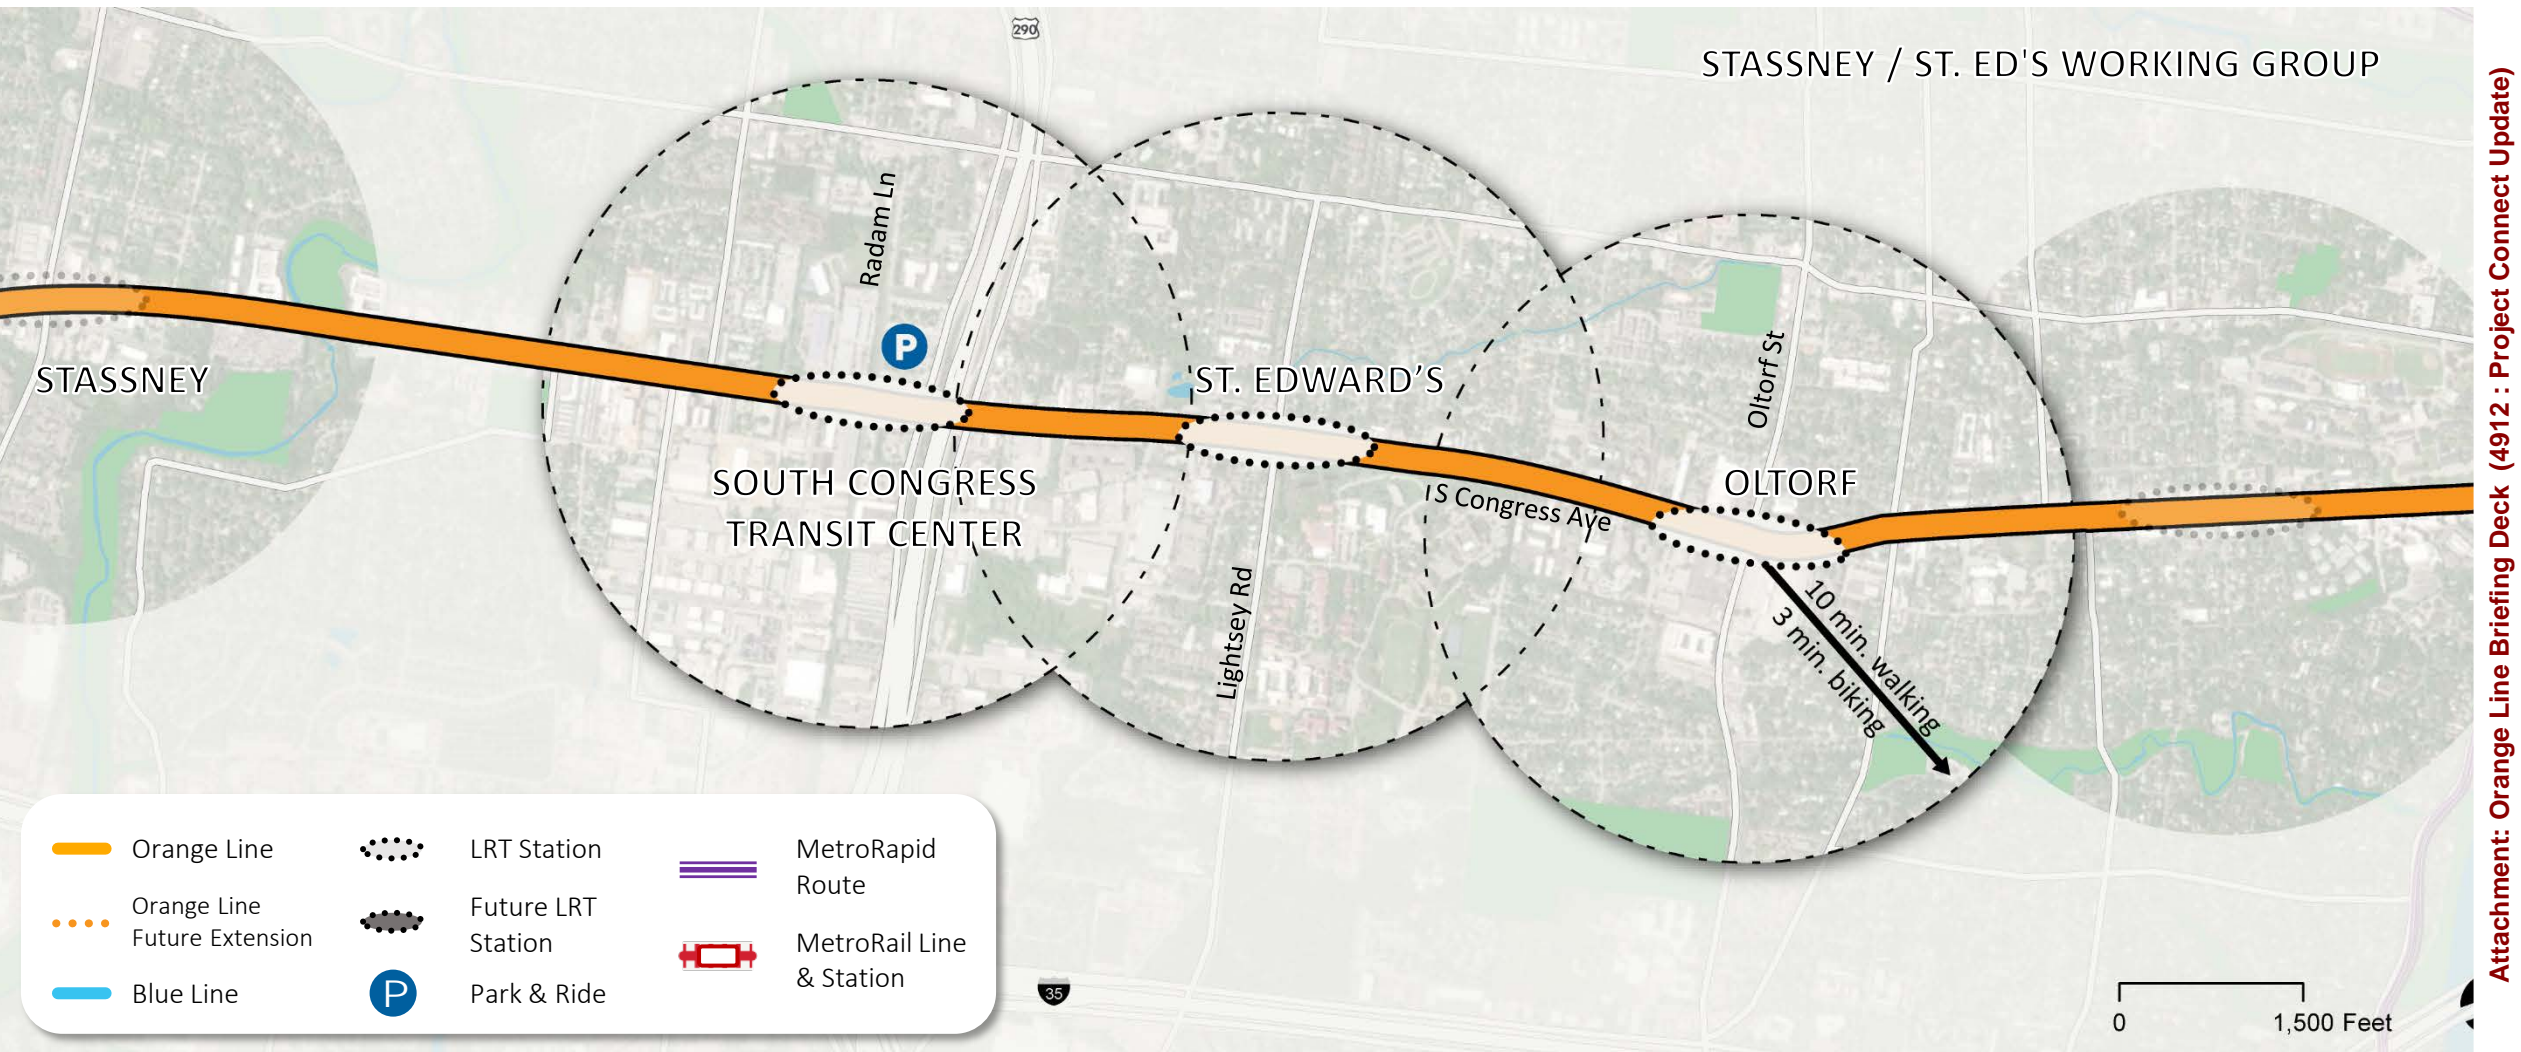 290
STASSNEY / ST. ED'S WORKING GROUP
Radam Ln
P
STASSNEY
ST. EDWARD’S
Oltorf St
SOUTH CONGRESS
TRANSIT CENTER
S Congress Ave
OLTORF
Lightsey Rd
10 min. walking
3 min. biking
Orange Line
Orange Line
Future Extension
Blue Line
LRT Station
Future LRT
Station
P
Park & Ride
MetroRapid
Route
MetroRail Line
& Station
35
0
1,500 Feet
Attachment: Orange Line Briefing Deck (4912 : Project Connect Update)